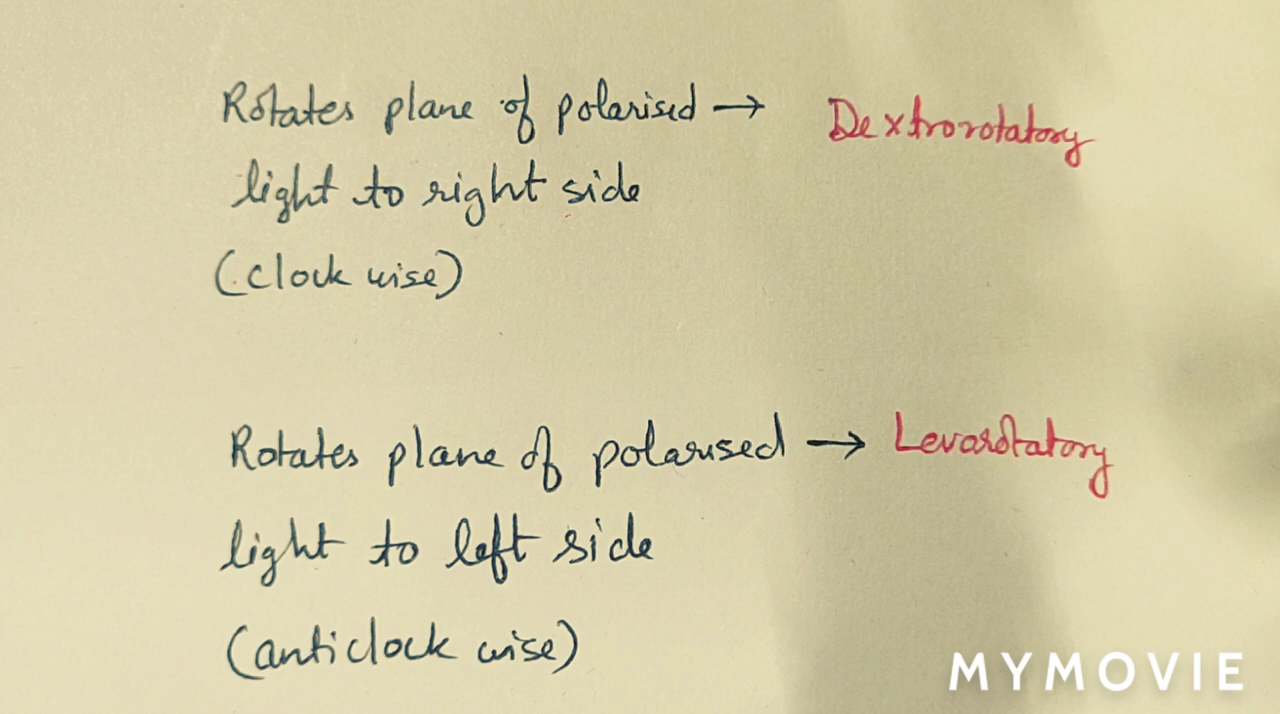 Rotates plane of polarised → Dextrorotatory
light to right side
(clock wise)
Rotates plane of polarised → Levorotatory
light to left side
(anticlock wise)
MYMOVIE